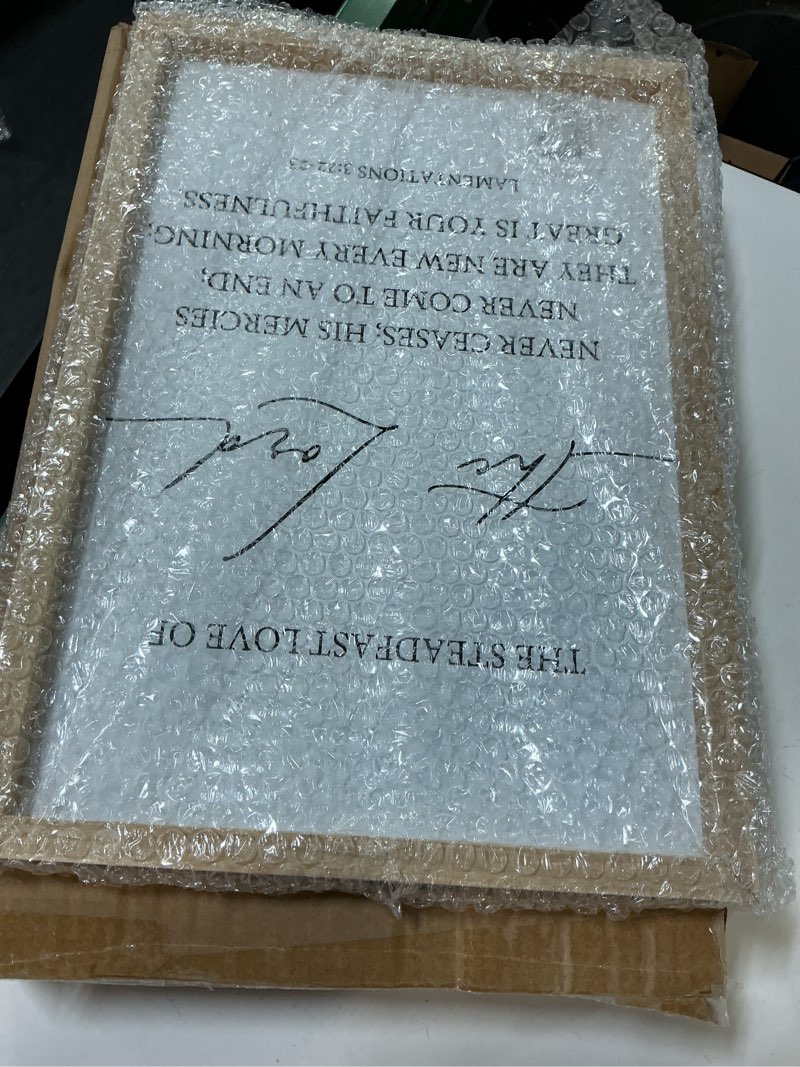 THE STEADFAST LOVE OF
The Lord
NEVER CEASES; HIS MERCIES
NEVER COME TO AN END,
THEY ARE NEW EVERY MORNING;
GREAT IS YOUR FAITHFULNESS.
LAMENTATIONS 3:22-23